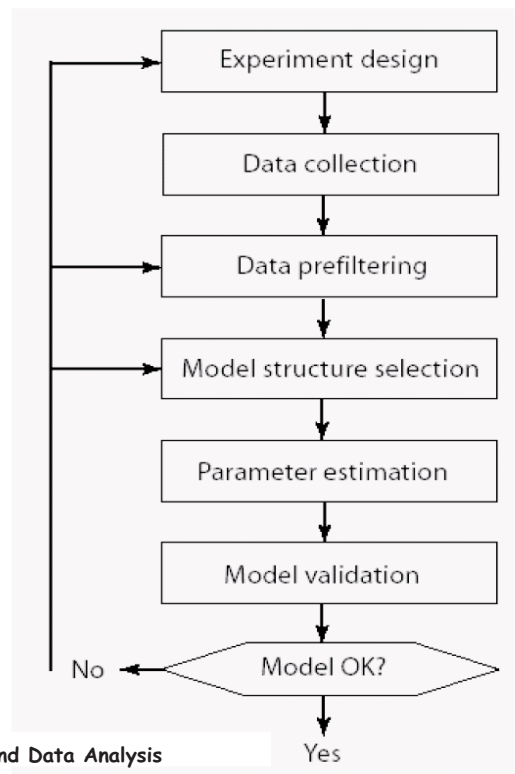 Experiment design
Data collection
Data prefiltering
Model structure selection
Parameter estimation
Model validation
No
Model OK?
Data Analysis
Yes